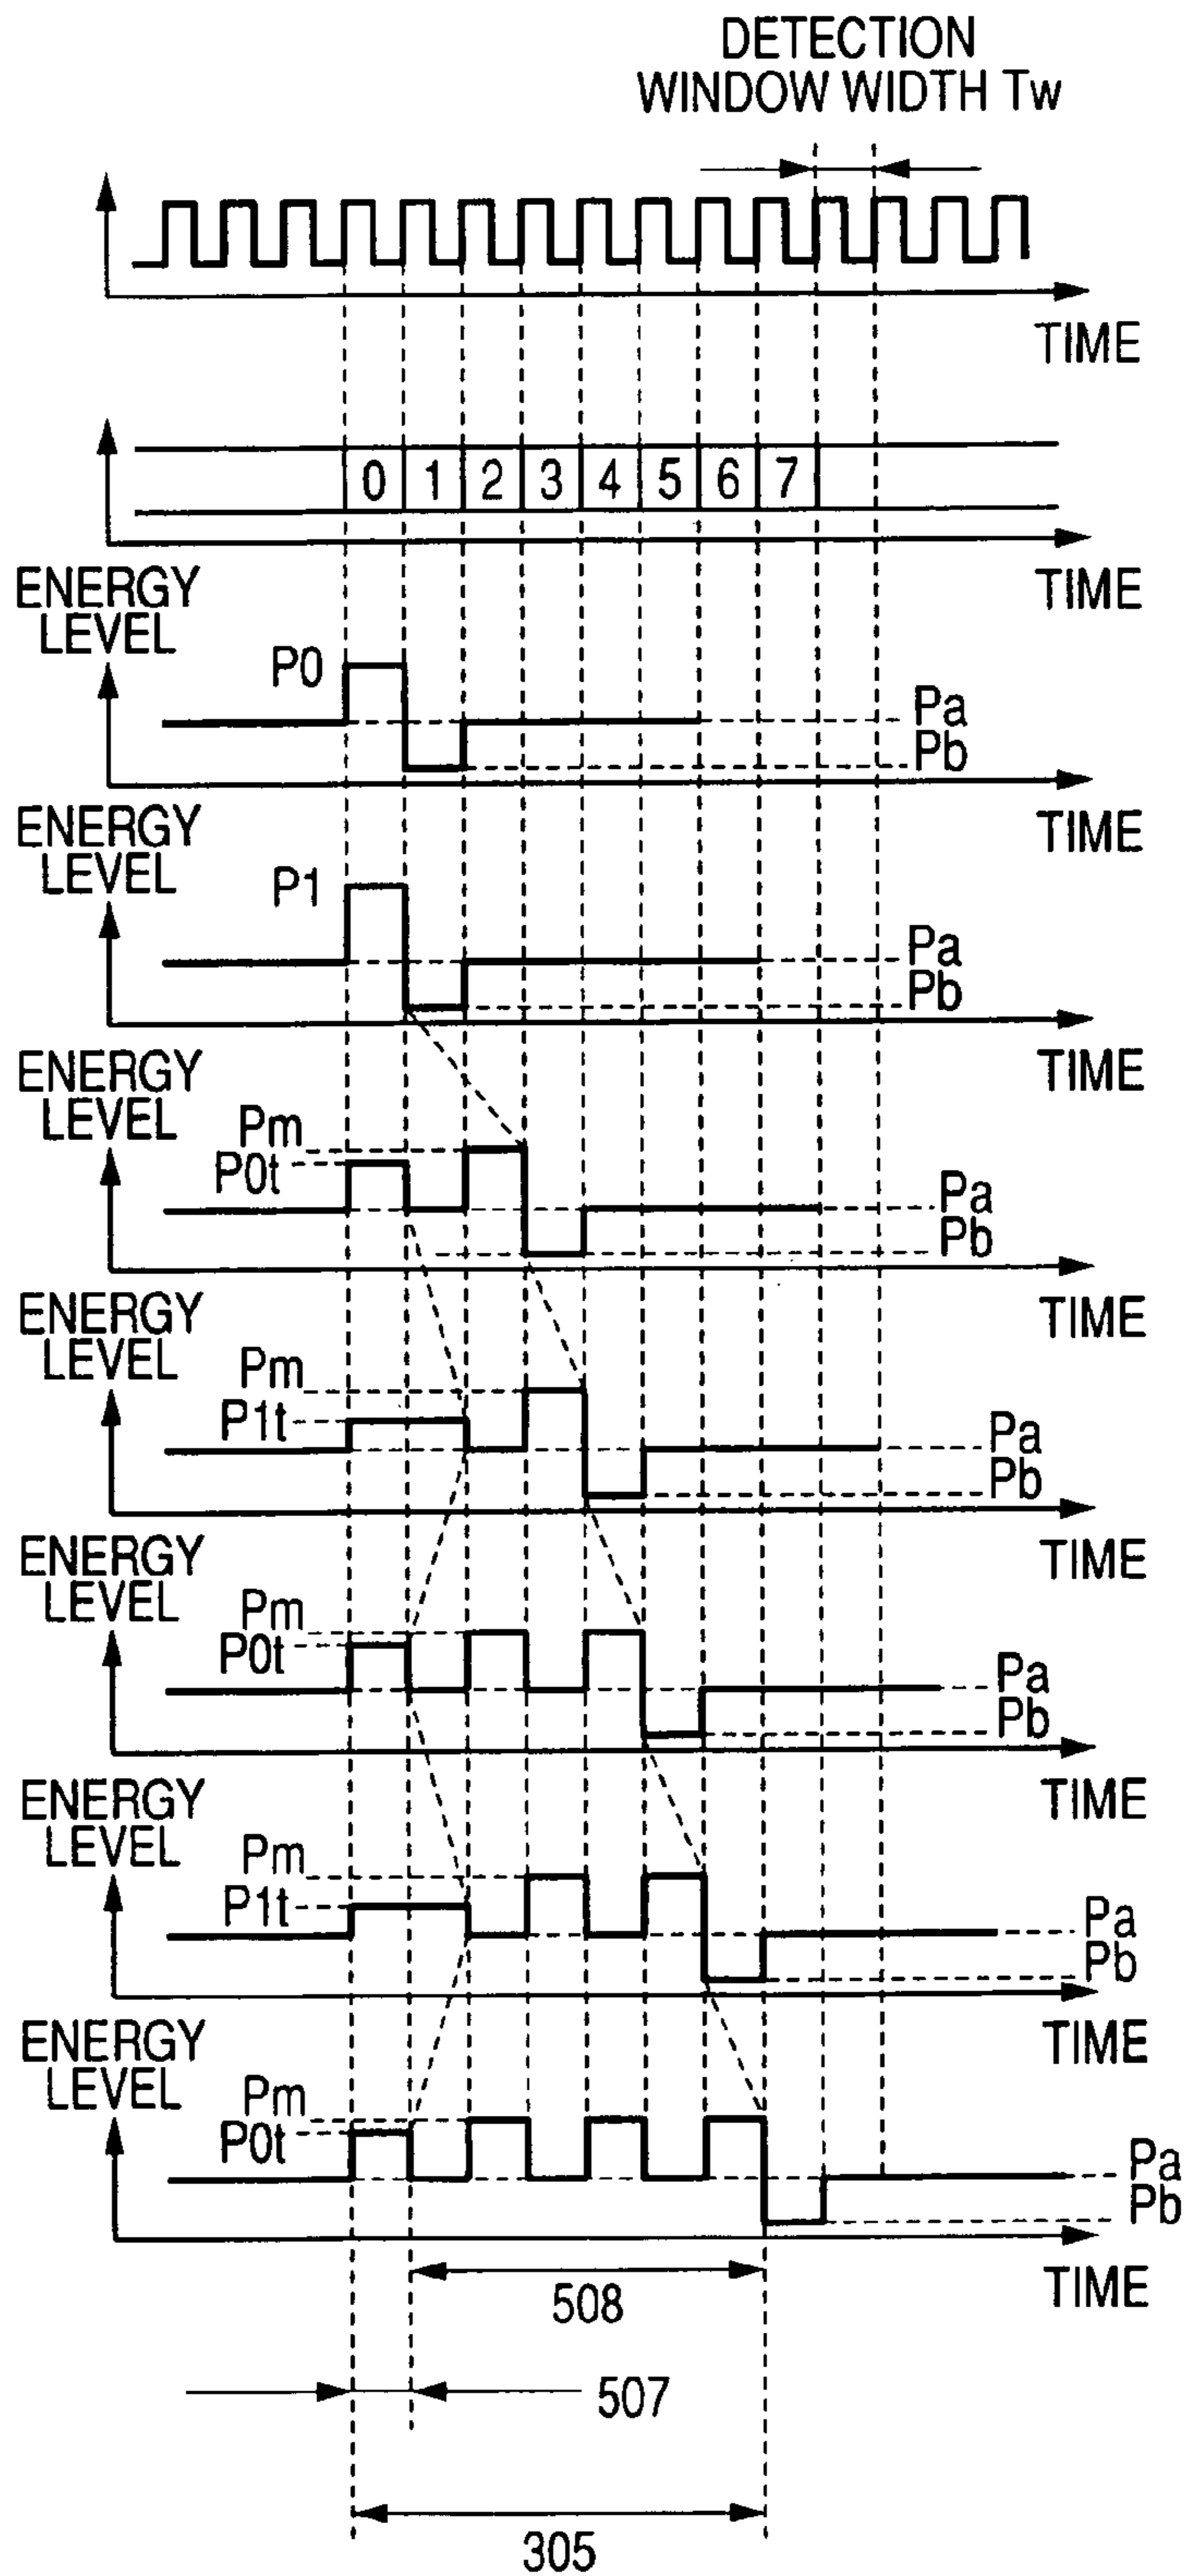 DETECTION
WINDOW WIDTH Tw
TIME
0 1 2 3 4 5 6 7
TIME
ENERGY
LEVEL
P0
Pa
Pb
TIME
ENERGY
LEVEL
P1
Pa
Pb
TIME
ENERGY
LEVEL
Pm
P0t
Pa
Pb
TIME
ENERGY
LEVEL
Pm
P1t
Pa
Pb
TIME
ENERGY
LEVEL
Pm
P0t
Pa
Pb
TIME
ENERGY
LEVEL
Pm
P1t
Pa
Pb
TIME
ENERGY
LEVEL
Pm
P0t
Pa
Pb
TIME
508
507
305